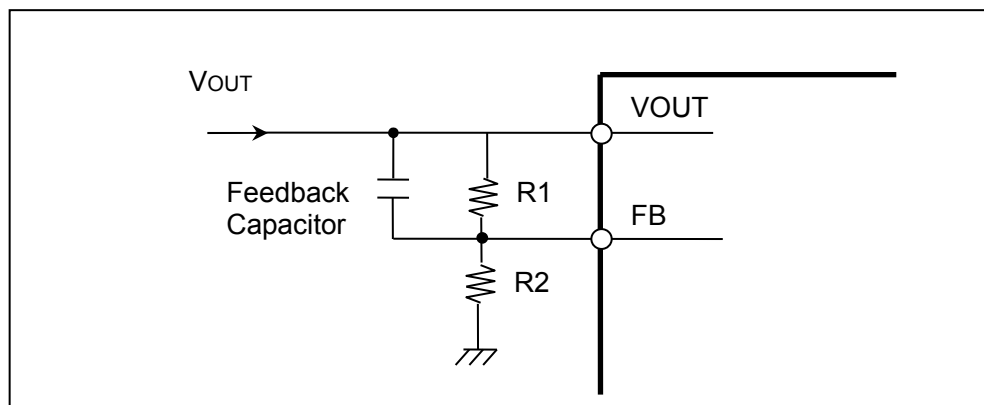 VOUT
VOUT
Feedback
Capacitor
R1
FB
R2